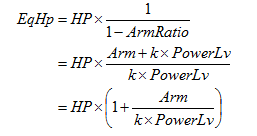 EqHp = HP × 1 / (1 − ArmRatio)
= HP × (Arm + k × PowerLv) / (k × PowerLv)
= HP × (1 + Arm / (k × PowerLv))